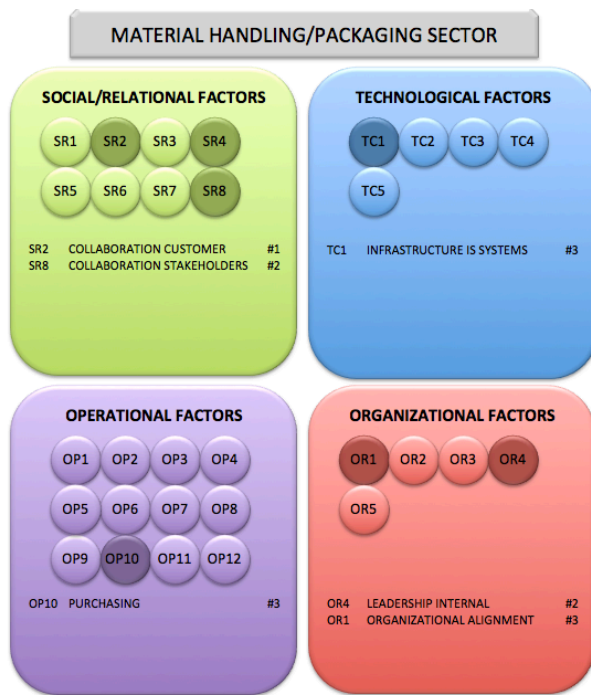 MATERIAL HANDLING/PACKAGING SECTOR
SOCIAL/RELATIONAL FACTORS
SR1 SR2 SR3 SR4
SR5 SR6 SR7 SR8
SR2 COLLABORATION CUSTOMER #1
SR8 COLLABORATION STAKEHOLDERS #2
TECHNOLOGICAL FACTORS
TC1 TC2 TC3 TC4
TC5
TC1 INFRASTRUCTURE IS SYSTEMS #3
OPERATIONAL FACTORS
OP1 OP2 OP3 OP4
OP5 OP6 OP7 OP8
OP9 OP10 OP11 OP12
OP10 PURCHASING #3
ORGANIZATIONAL FACTORS
OR1 OR2 OR3 OR4
OR5
OR4 LEADERSHIP INTERNAL #2
OR1 ORGANIZATIONAL ALIGNMENT #3